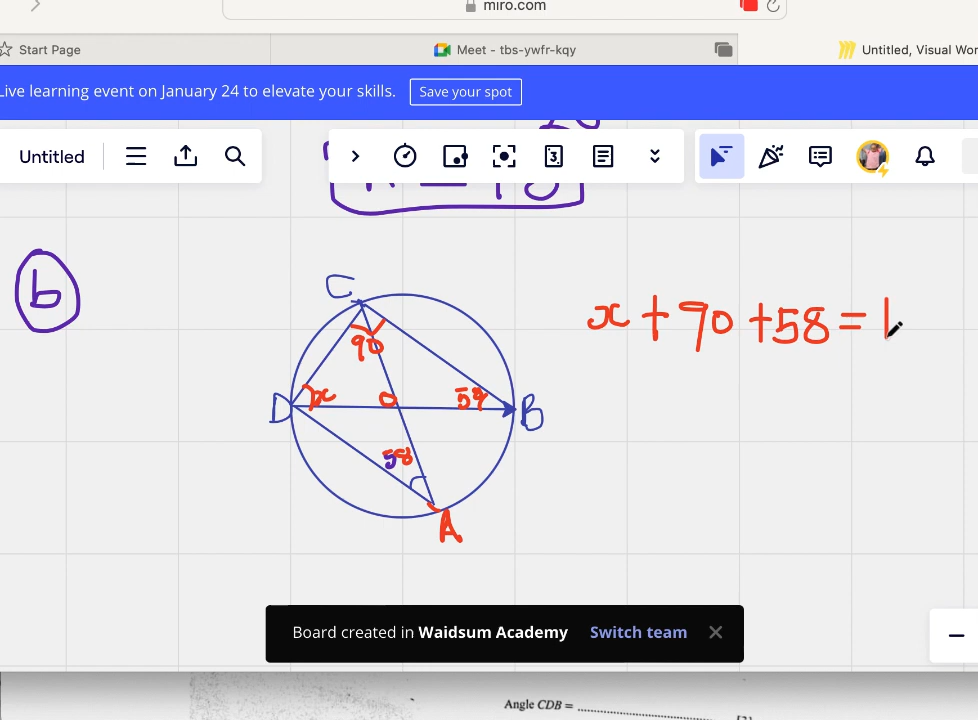 miro.com
Start Page
Meet - tbs-ywfr-kqy
Untitled, Visual Wor
Live learning event on January 24 to elevate your skills.
Save your spot
Untitled
3
b
C
90
D
x
O
B
58
A
x + 90 + 58 = 1
Board created in Waidsum Academy
Switch team
Angle CDB =
[2]